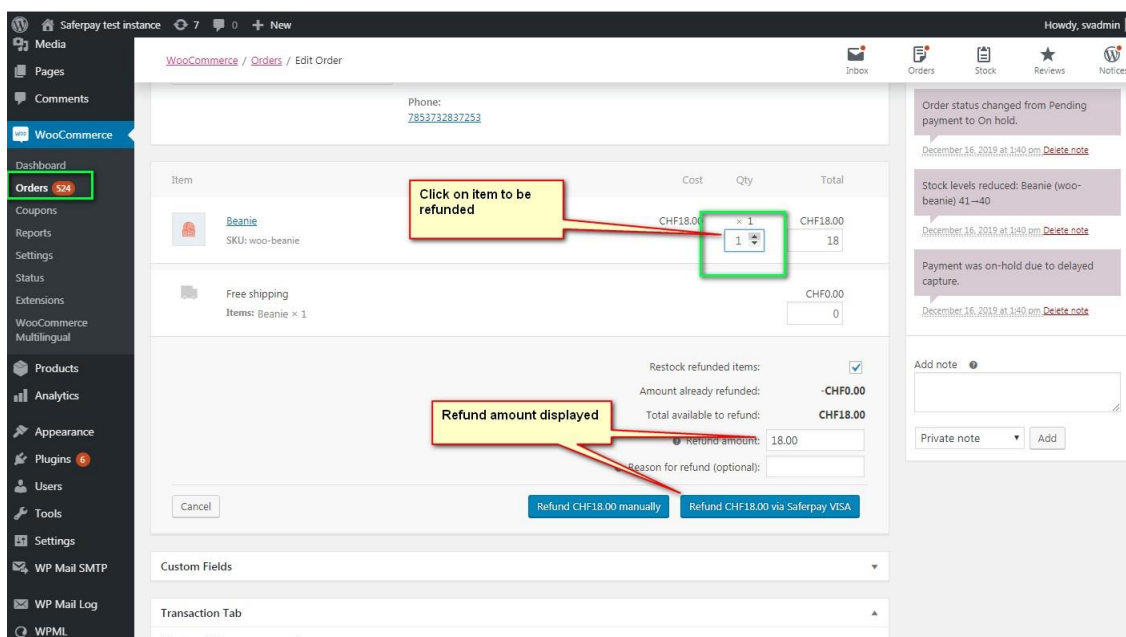 Saferpay test instance 7 0 + New Howdy, svadmin
Media
Pages
Comments
WooCommerce
Dashboard
Orders 524
Coupons
Reports
Settings
Status
Extensions
WooCommerce
Multilingual
Products
Analytics
Appearance
Plugins 6
Users
Tools
Settings
WP Mail SMTP
WP Mail Log
WPML
WooCommerce / Orders / Edit Order
Inbox Orders Stock Reviews Notices
Phone:
7853732837253
Item Cost Qty Total
Click on item to be
refunded
Beanie CHF18.00 × 1 CHF18.00
SKU: woo-beanie 1 18
Free shipping CHF0.00
Items: Beanie × 1 0
Restock refunded items:
Amount already refunded: -CHF0.00
Total available to refund: CHF18.00
Refund amount displayed
Refund amount: 18.00
Reason for refund (optional):
Cancel Refund CHF18.00 manually Refund CHF18.00 via Saferpay VISA
Custom Fields
Transaction Tab
Order status changed from Pending
payment to On hold.
December 16, 2019 at 1:40 pm Delete note
Stock levels reduced: Beanie (woo-
beanie) 41→40
December 16, 2019 at 1:40 pm Delete note
Payment was on-hold due to delayed
capture.
December 16, 2019 at 1:40 pm Delete note
Add note
Private note Add